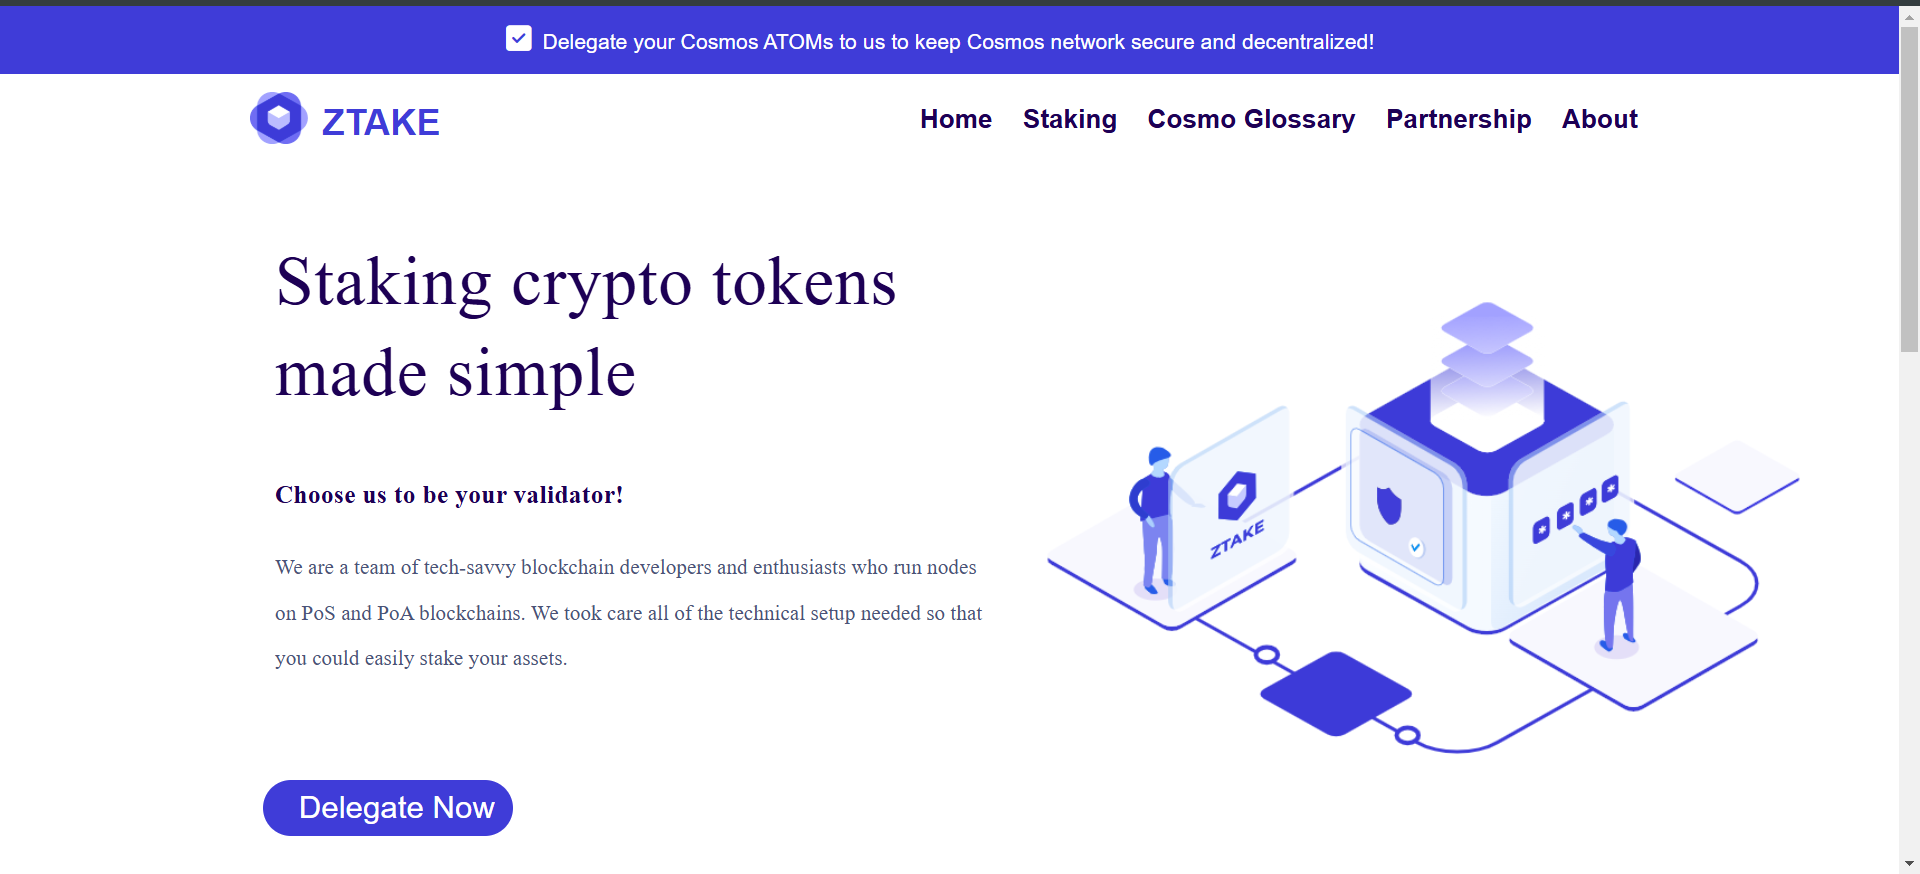 Delegate your Cosmos ATOMs to us to keep Cosmos network secure and decentralized!
ZTAKE
Home Staking Cosmo Glossary Partnership About
Staking crypto tokens
made simple
Choose us to be your validator!
We are a team of tech-savvy blockchain developers and enthusiasts who run nodes
on PoS and PoA blockchains. We took care all of the technical setup needed so that
you could easily stake your assets.
Delegate Now
ZTAKE
* * * *